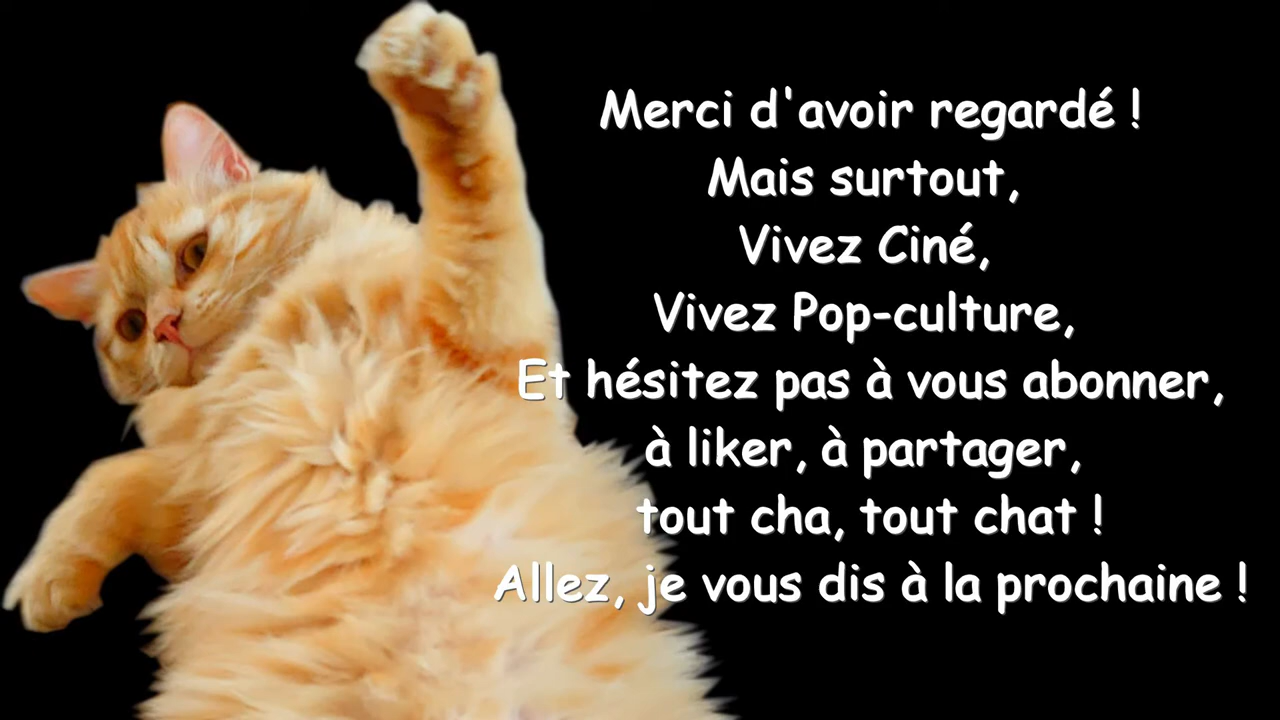 Merci d'avoir regardé !
Mais surtout,
Vivez Ciné,
Vivez Pop-culture,
Et hésitez pas à vous abonner,
à liker, à partager,
tout cha, tout chat !
Allez, je vous dis à la prochaine !